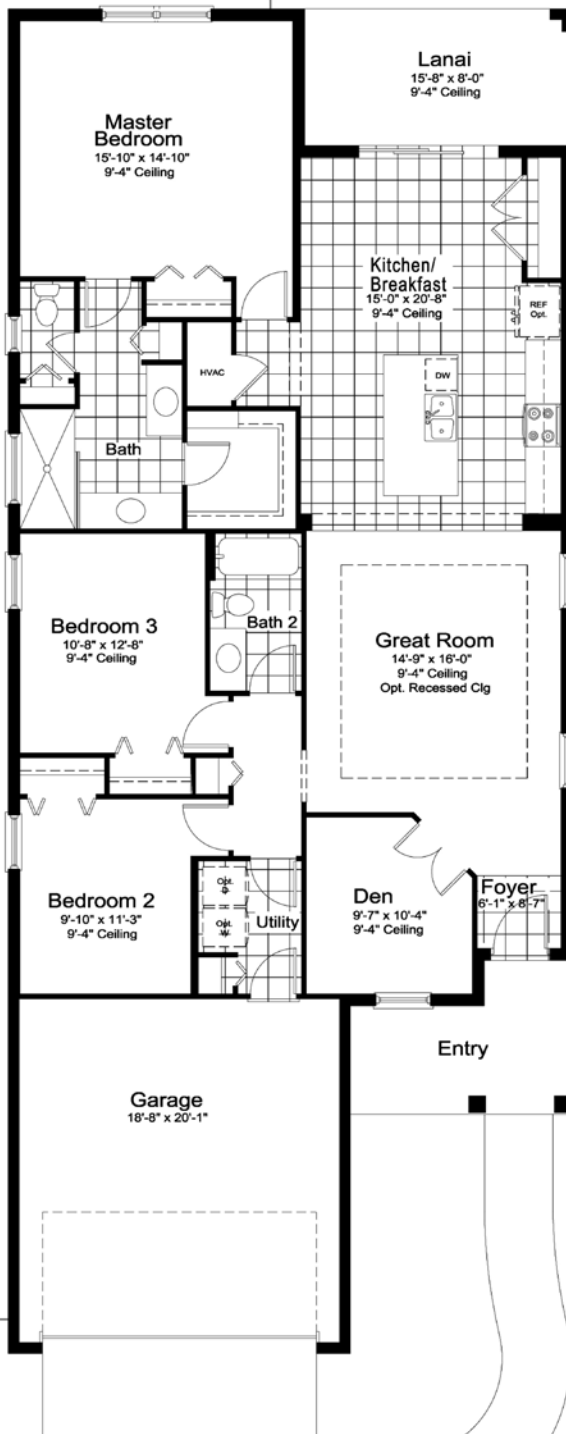 Lanai
15'-8" x 8'-0"
9'-4" Ceiling
Master
Bedroom
15'-10" x 14'-10"
9'-4" Ceiling
Kitchen/
Breakfast
15'-0" x 20'-8"
9'-4" Ceiling
REF
Opt.
HVAC
DW
Bath
Bedroom 3
10'-8" x 12'-8"
9'-4" Ceiling
Bath 2
Great Room
14'-9" x 16'-0"
9'-4" Ceiling
Opt. Recessed Clg
Bedroom 2
9'-10" x 11'-3"
9'-4" Ceiling
Opt.
D
Opt.
W
Utility
Den
9'-7" x 10'-4"
9'-4" Ceiling
Foyer
6'-1" x 8'-7"
Entry
Garage
18'-8" x 20'-1"